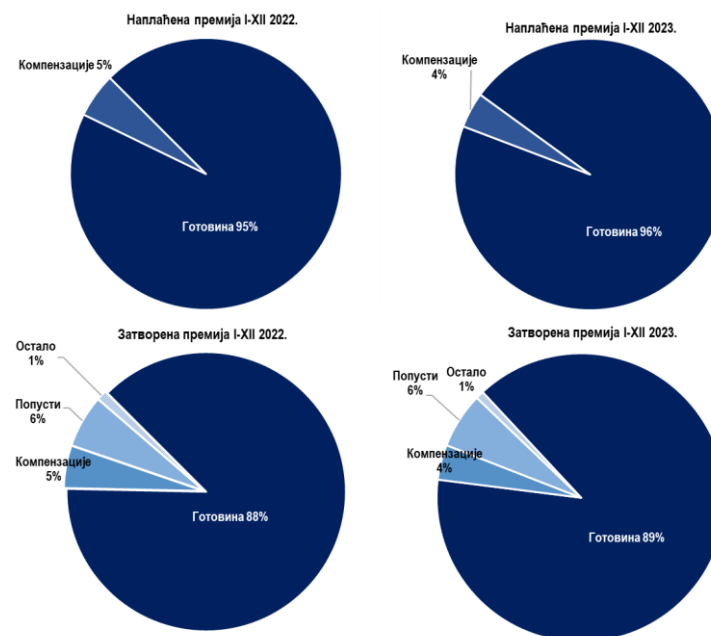 Наплаћена премија I-XII 2022.
Компензације 5%
Готовина 95%
Наплаћена премија I-XII 2023.
Компензације
4%
Готовина 96%
Затворена премија I-XII 2022.
Остало
1%
Попусти
6%
Компензације
5%
Готовина 88%
Затворена премија I-XII 2023.
Остало
1%
Попусти
6%
Компензације
4%
Готовина 89%